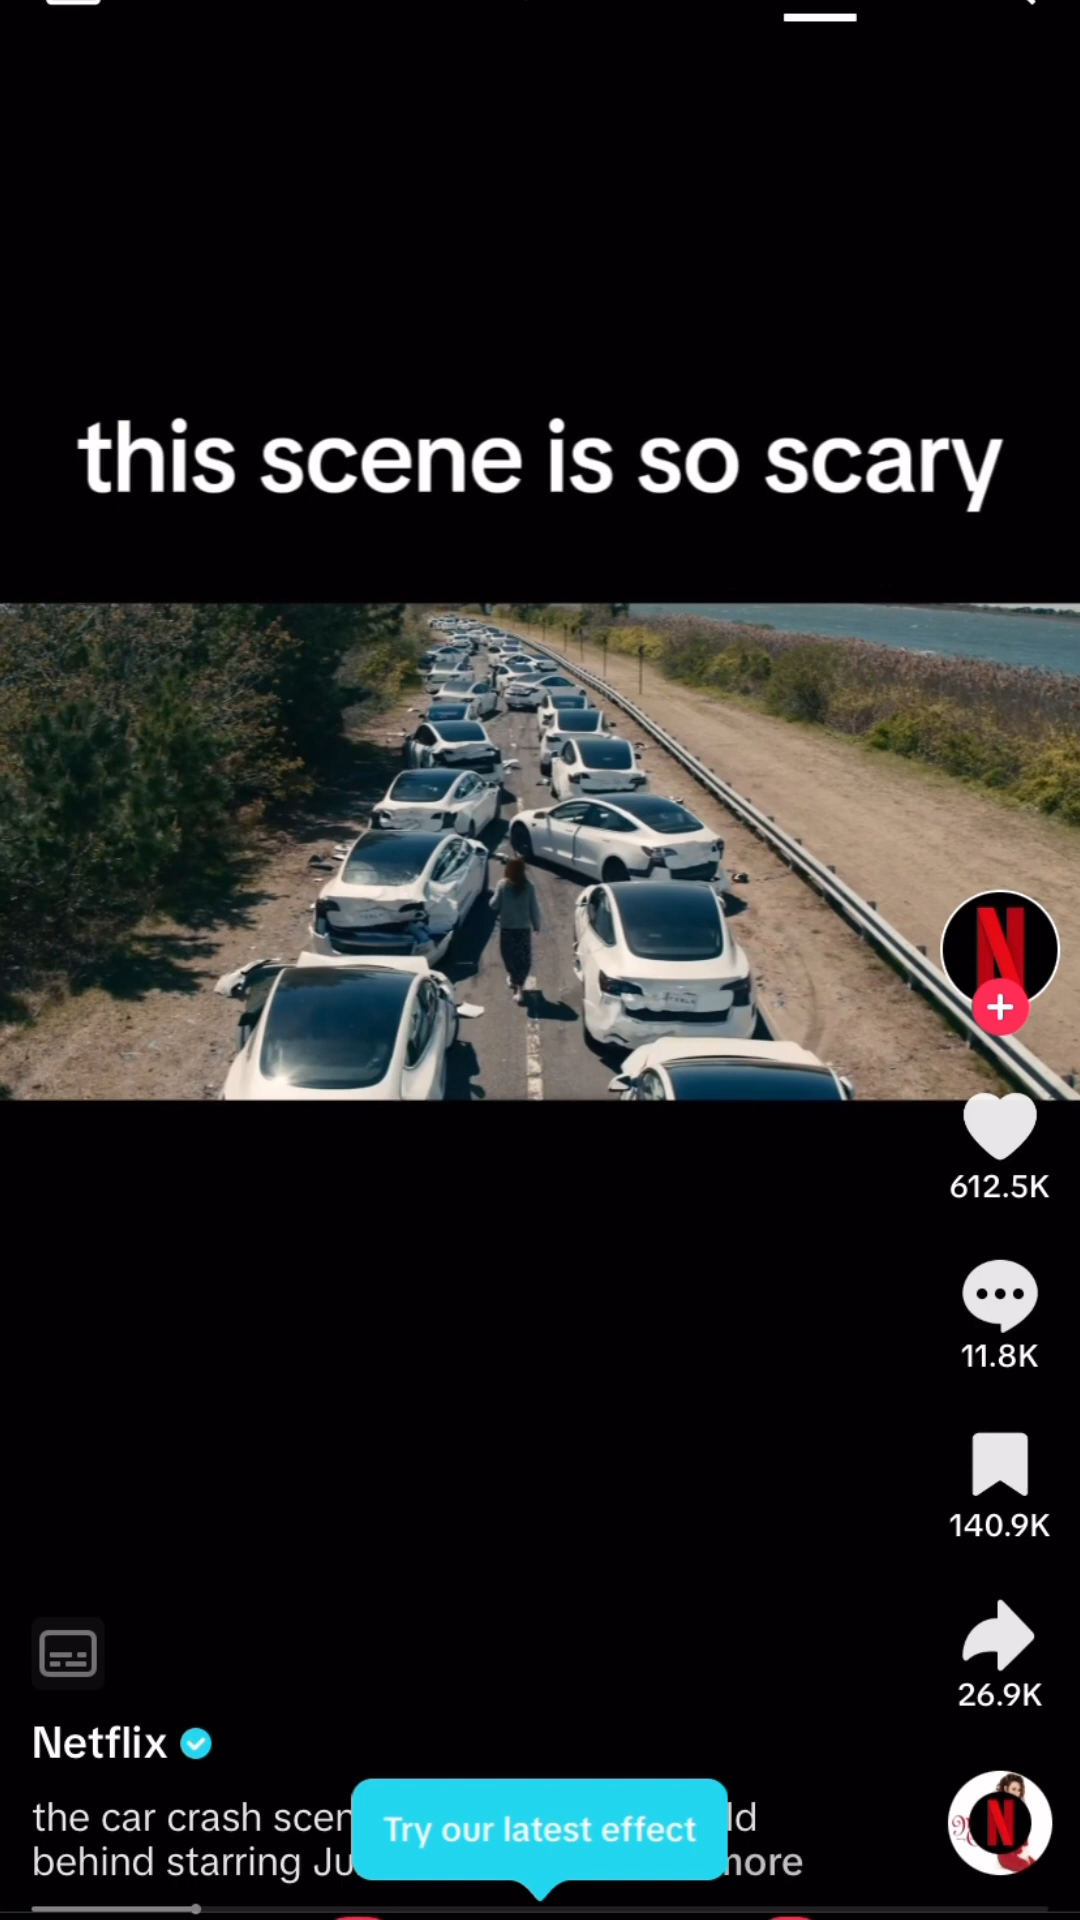 this scene is so scary
612.5K
11.8K
140.9K
26.9K
Netflix
the car crash scen
ld
behind starring Ju
more
Try our latest effect